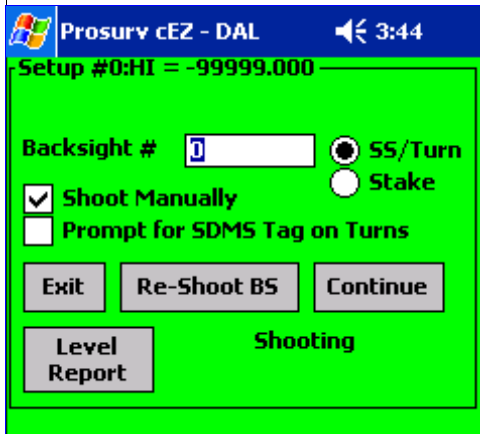 Prosurv cEZ - DAL 3:44
Setup #0:HI = -99999.000
Backsight # 0 SS/Turn
Stake
Shoot Manually
Prompt for SDMS Tag on Turns
Exit Re-Shoot BS Continue
Level Report Shooting